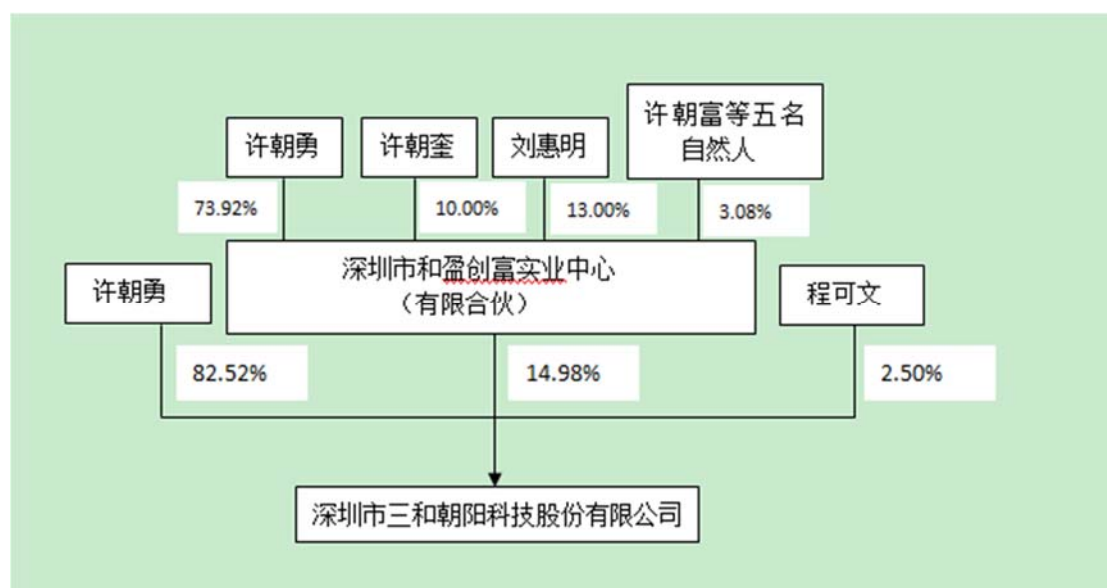 许朝勇
许朝奎
刘惠明
许朝富等五名
自然人
73.92%
10.00%
13.00%
3.08%
许朝勇
深圳市和盈创富实业中心
（有限合伙）
程可文
82.52%
14.98%
2.50%
深圳市三和朝阳科技股份有限公司